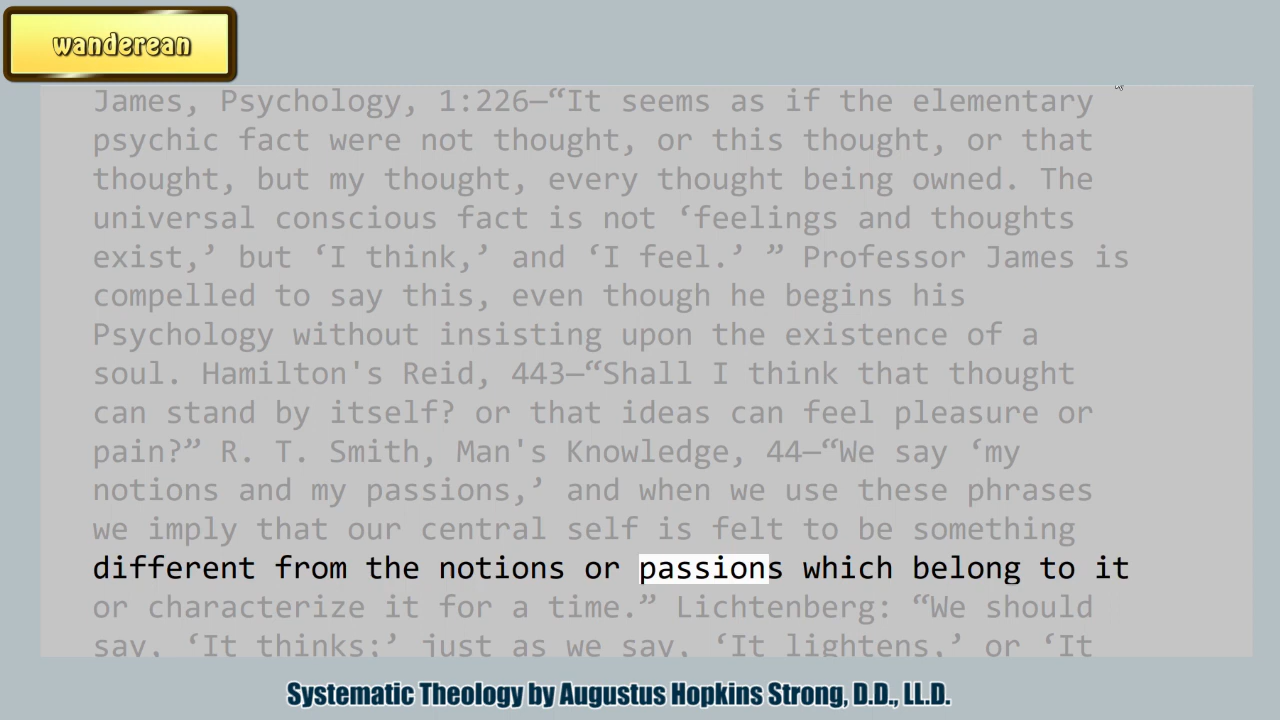 wanderean
James, Psychology, 1:226—“It seems as if the elementary
psychic fact were not thought, or this thought, or that
thought, but my thought, every thought being owned. The
universal conscious fact is not ‘feelings and thoughts
exist,’ but ‘I think,’ and ‘I feel.’ ” Professor James is
compelled to say this, even though he begins his
Psychology without insisting upon the existence of a
soul. Hamilton's Reid, 443—“Shall I think that thought
can stand by itself? or that ideas can feel pleasure or
pain?” R. T. Smith, Man's Knowledge, 44—“We say ‘my
notions and my passions,’ and when we use these phrases
we imply that our central self is felt to be something
different from the notions or passions which belong to it
or characterize it for a time.” Lichtenberg: “We should
say, ‘It thinks;’ just as we say, ‘It lightens,’ or ‘It
Systematic Theology by Augustus Hopkins Strong, D.D., LL.D.